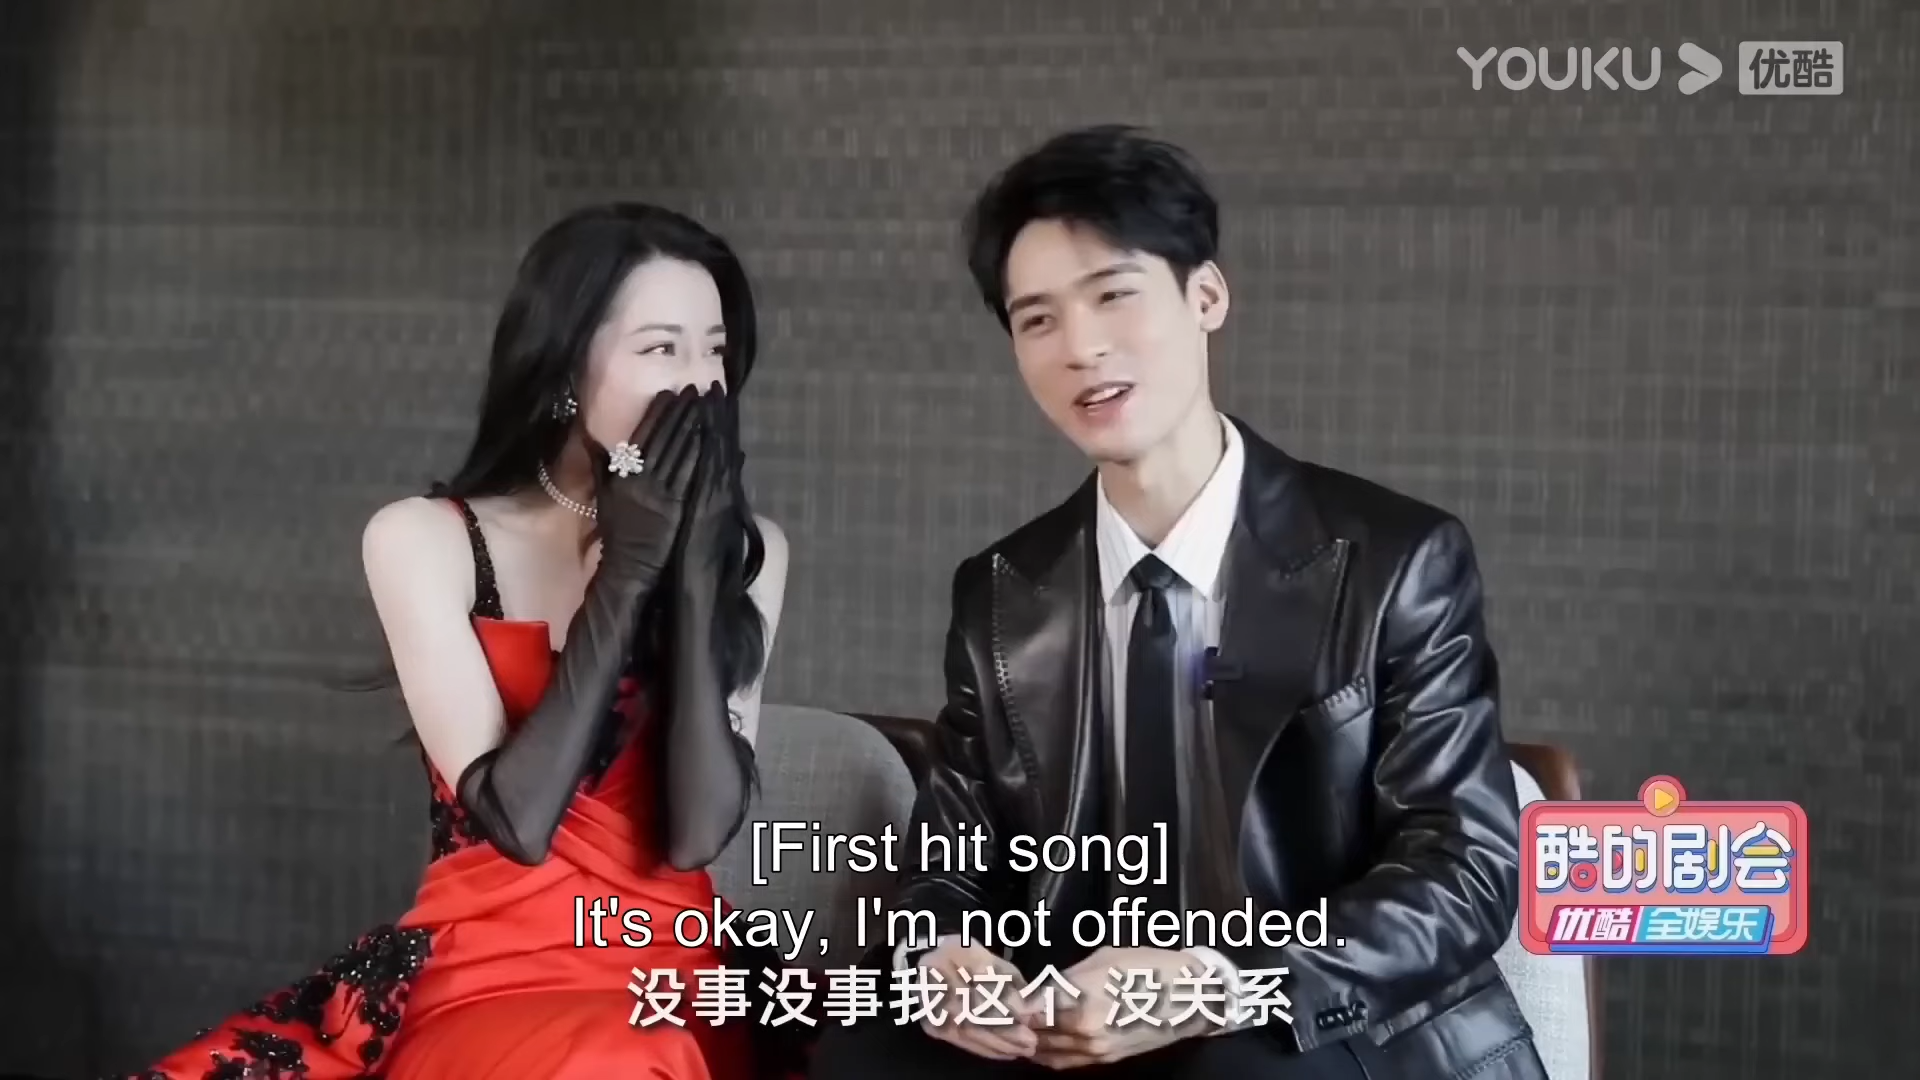 YOUKU 优酷
[First hit song]
It's okay, I'm not offended.
没事没事我这个 没关系
酷的剧会
优酷 全娱乐